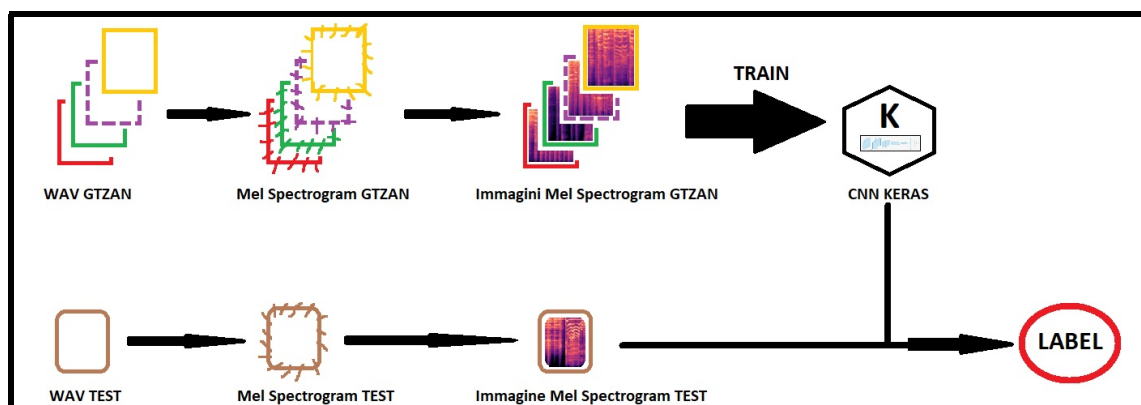 TRAIN
K
WAV GTZAN
Mel Spectrogram GTZAN
Immagini Mel Spectrogram GTZAN
CNN KERAS
LABEL
WAV TEST
Mel Spectrogram TEST
Immagine Mel Spectrogram TEST